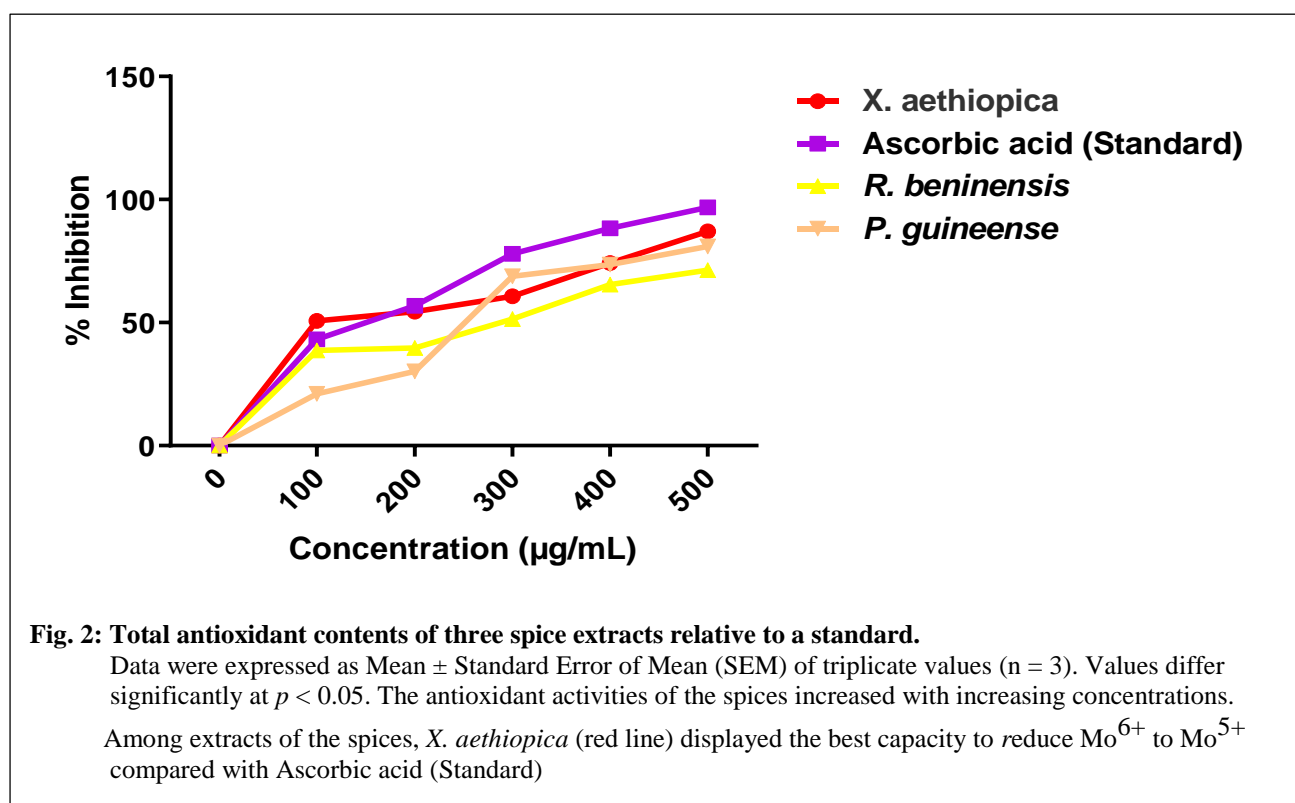 150
100
50
0
% Inhibition
0
100
200
300
400
500
Concentration (µg/mL)
X. aethiopica
Ascorbic acid (Standard)
R. beninensis
P. guineense
Fig. 2: Total antioxidant contents of three spice extracts relative to a standard.
Data were expressed as Mean ± Standard Error of Mean (SEM) of triplicate values (n = 3). Values differ
significantly at p < 0.05. The antioxidant activities of the spices increased with increasing concentrations.
Among extracts of the spices, X. aethiopica (red line) displayed the best capacity to reduce Mo⁶⁺ to Mo⁵⁺
compared with Ascorbic acid (Standard)